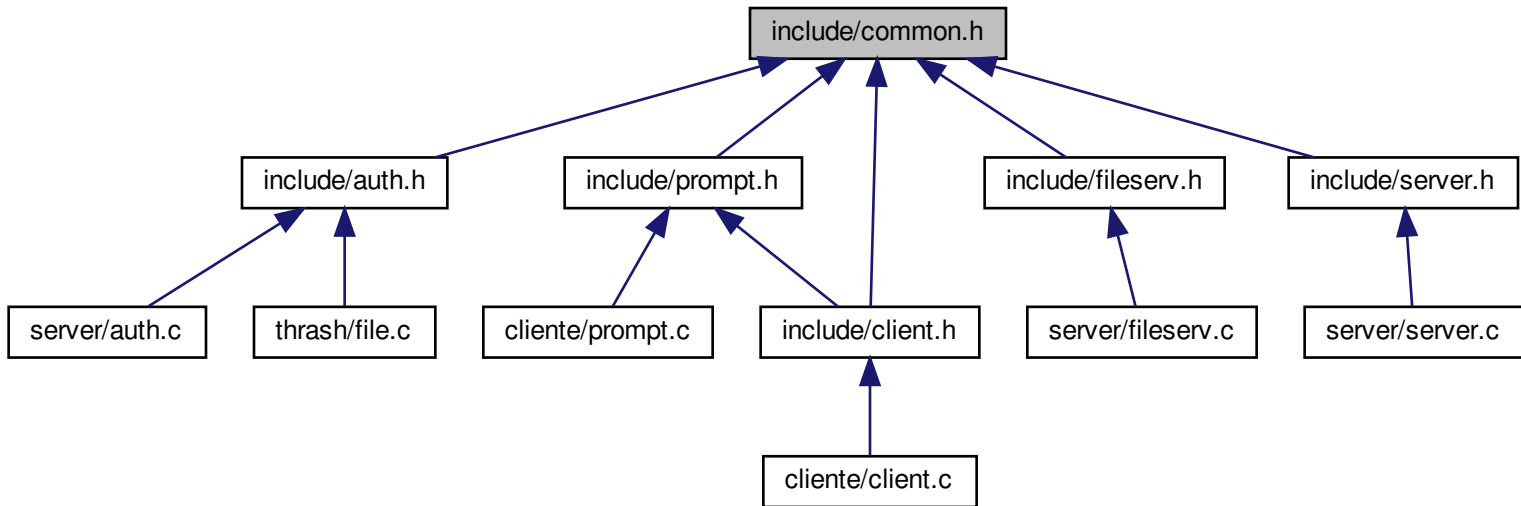 include/common.h
include/auth.h
include/prompt.h
include/fileserv.h
include/server.h
server/auth.c
thrash/file.c
cliente/prompt.c
include/client.h
server/fileserv.c
server/server.c
cliente/client.c